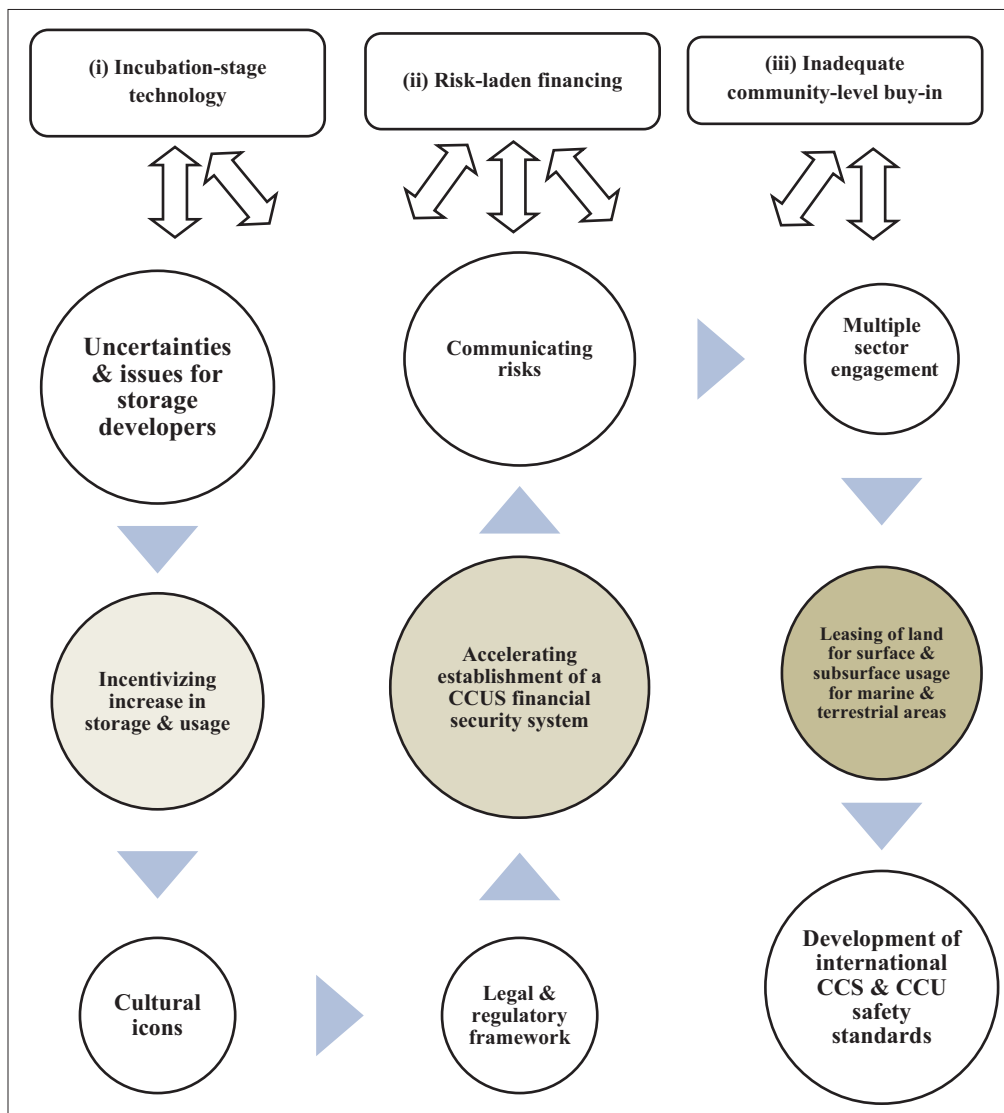 (i) Incubation-stage
technology
(ii) Risk-laden financing
(iii) Inadequate
community-level buy-in
Uncertainties
& issues for
storage
developers
Communicating
risks
Multiple
sector
engagement
Incentivizing
increase in
storage & usage
Accelerating
establishment of a
CCUS financial
security system
Leasing of land
for surface &
subsurface usage
for marine &
terrestrial areas
Cultural
icons
Legal &
regulatory
framework
Development of
international
CCS & CCU
safety
standards